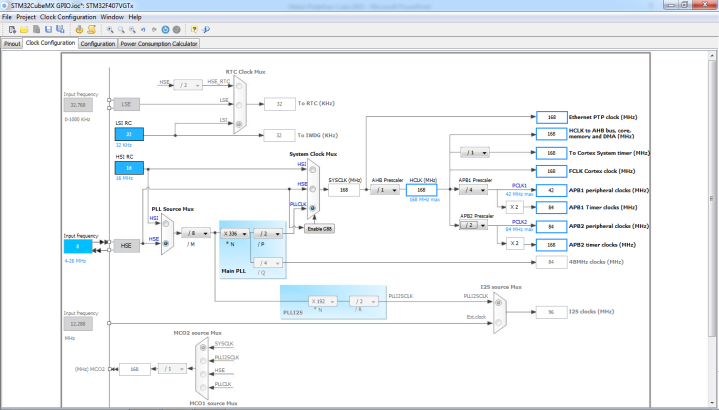 STM32CubeMX GPIO.ioc*: STM32F407VGTx
File Project Clock Configuration Window Help
Pinout Clock Configuration Configuration Power Consumption Calculator
RTC Clock Mux
HSE / 2 HSE_RTC
Input frequency
32,768 LSE LSE 32 To RTC (KHz)
0-1000 KHz
LSI RC LSI
32 32 To IWDG (KHz)
32 KHz
HSI RC System Clock Mux
16 HSI
16 MHz
HSE SYSCLK (MHz) AHB Prescaler HCLK (MHz) APB1 Prescaler
168 / 1 168 / 4
168 MHz max
PLLCLK
Enable CSS
168 Ethernet PTP clock (MHz)
168 HCLK to AHB bus, core,
memory and DMA (MHz)
/ 1 168 To Cortex System timer (MHz)
168 FCLK Cortex clock (MHz)
PCLK1 42 APB1 peripheral clocks (MHz)
42 MHz max
X 2 84 APB1 Timer clocks (MHz)
APB2 Prescaler
/ 2 PCLK2 84 APB2 peripheral clocks (MHz)
84 MHz max
X 2 168 APB2 timer clocks (MHz)
84 48MHz clocks (MHz)
PLL Source Mux
HSI
Input frequency
8 HSE HSE / 8 X 336 / 2
4-26 MHz / M * N / P
/ 4
Main PLL / Q
I2S source Mux
X 192 / 2 PLLI2SCLK PLLI2SCLK
PLLI2S * N / R
96 I2S clocks (MHz)
Input frequency Ext.clock
12,288
MHz
MCO2 source Mux
SYSCLK
PLLI2SCLK
(MHz) MCO2 168 / 1 HSE
PLLCLK
MCO1 source Mux